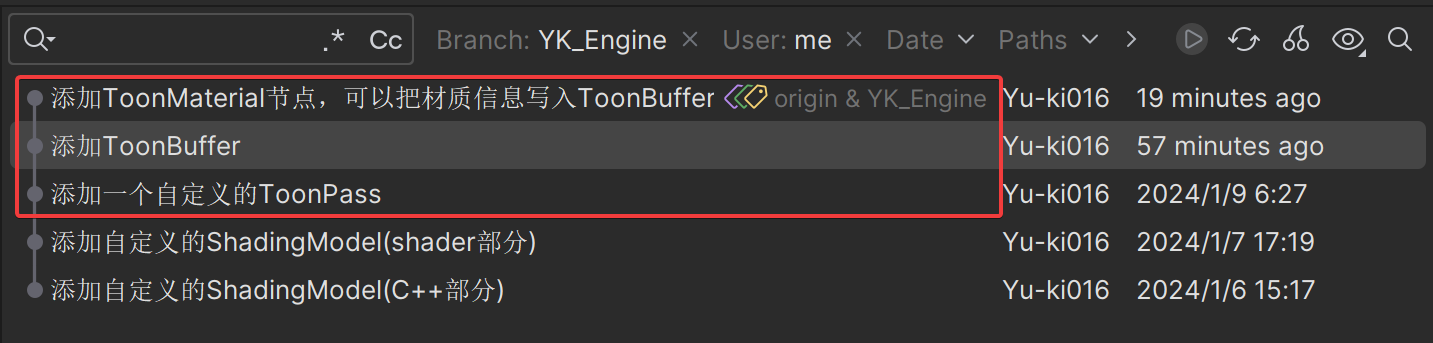 .* Cc Branch: YK_Engine × User: me × Date Paths
添加ToonMaterial节点，可以把材质信息写入ToonBuffer origin & YK_Engine Yu-ki016 19 minutes ago
添加ToonBuffer Yu-ki016 57 minutes ago
添加一个自定义的ToonPass Yu-ki016 2024/1/9 6:27
添加自定义的ShadingModel(shader部分) Yu-ki016 2024/1/7 17:19
添加自定义的ShadingModel(C++部分) Yu-ki016 2024/1/6 15:17